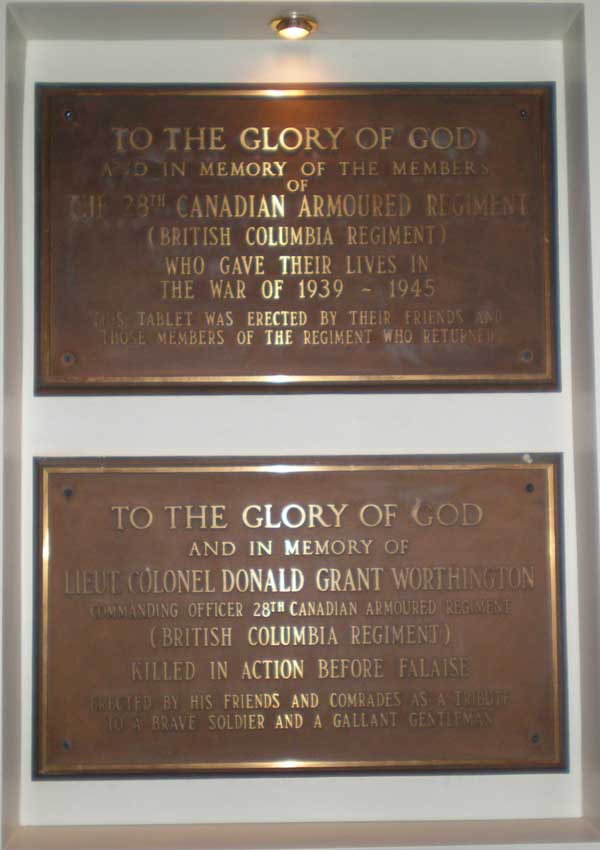 TO THE GLORY OF GOD
AND IN MEMORY OF THE MEMBERS
OF
THE 28TH CANADIAN ARMOURED REGIMENT
(BRITISH COLUMBIA REGIMENT)
WHO GAVE THEIR LIVES IN
THE WAR OF 1939 ~ 1945
THIS TABLET WAS ERECTED BY THEIR FRIENDS AND
THOSE MEMBERS OF THE REGIMENT WHO RETURNED
TO THE GLORY OF GOD
AND IN MEMORY OF
LIEUT. COLONEL DONALD GRANT WORTHINGTON
COMMANDING OFFICER 28TH CANADIAN ARMOURED REGIMENT
(BRITISH COLUMBIA REGIMENT)
KILLED IN ACTION BEFORE FALAISE
ERECTED BY HIS FRIENDS AND COMRADES AS A TRIBUTE
TO A BRAVE SOLDIER AND A GALLANT GENTLEMAN